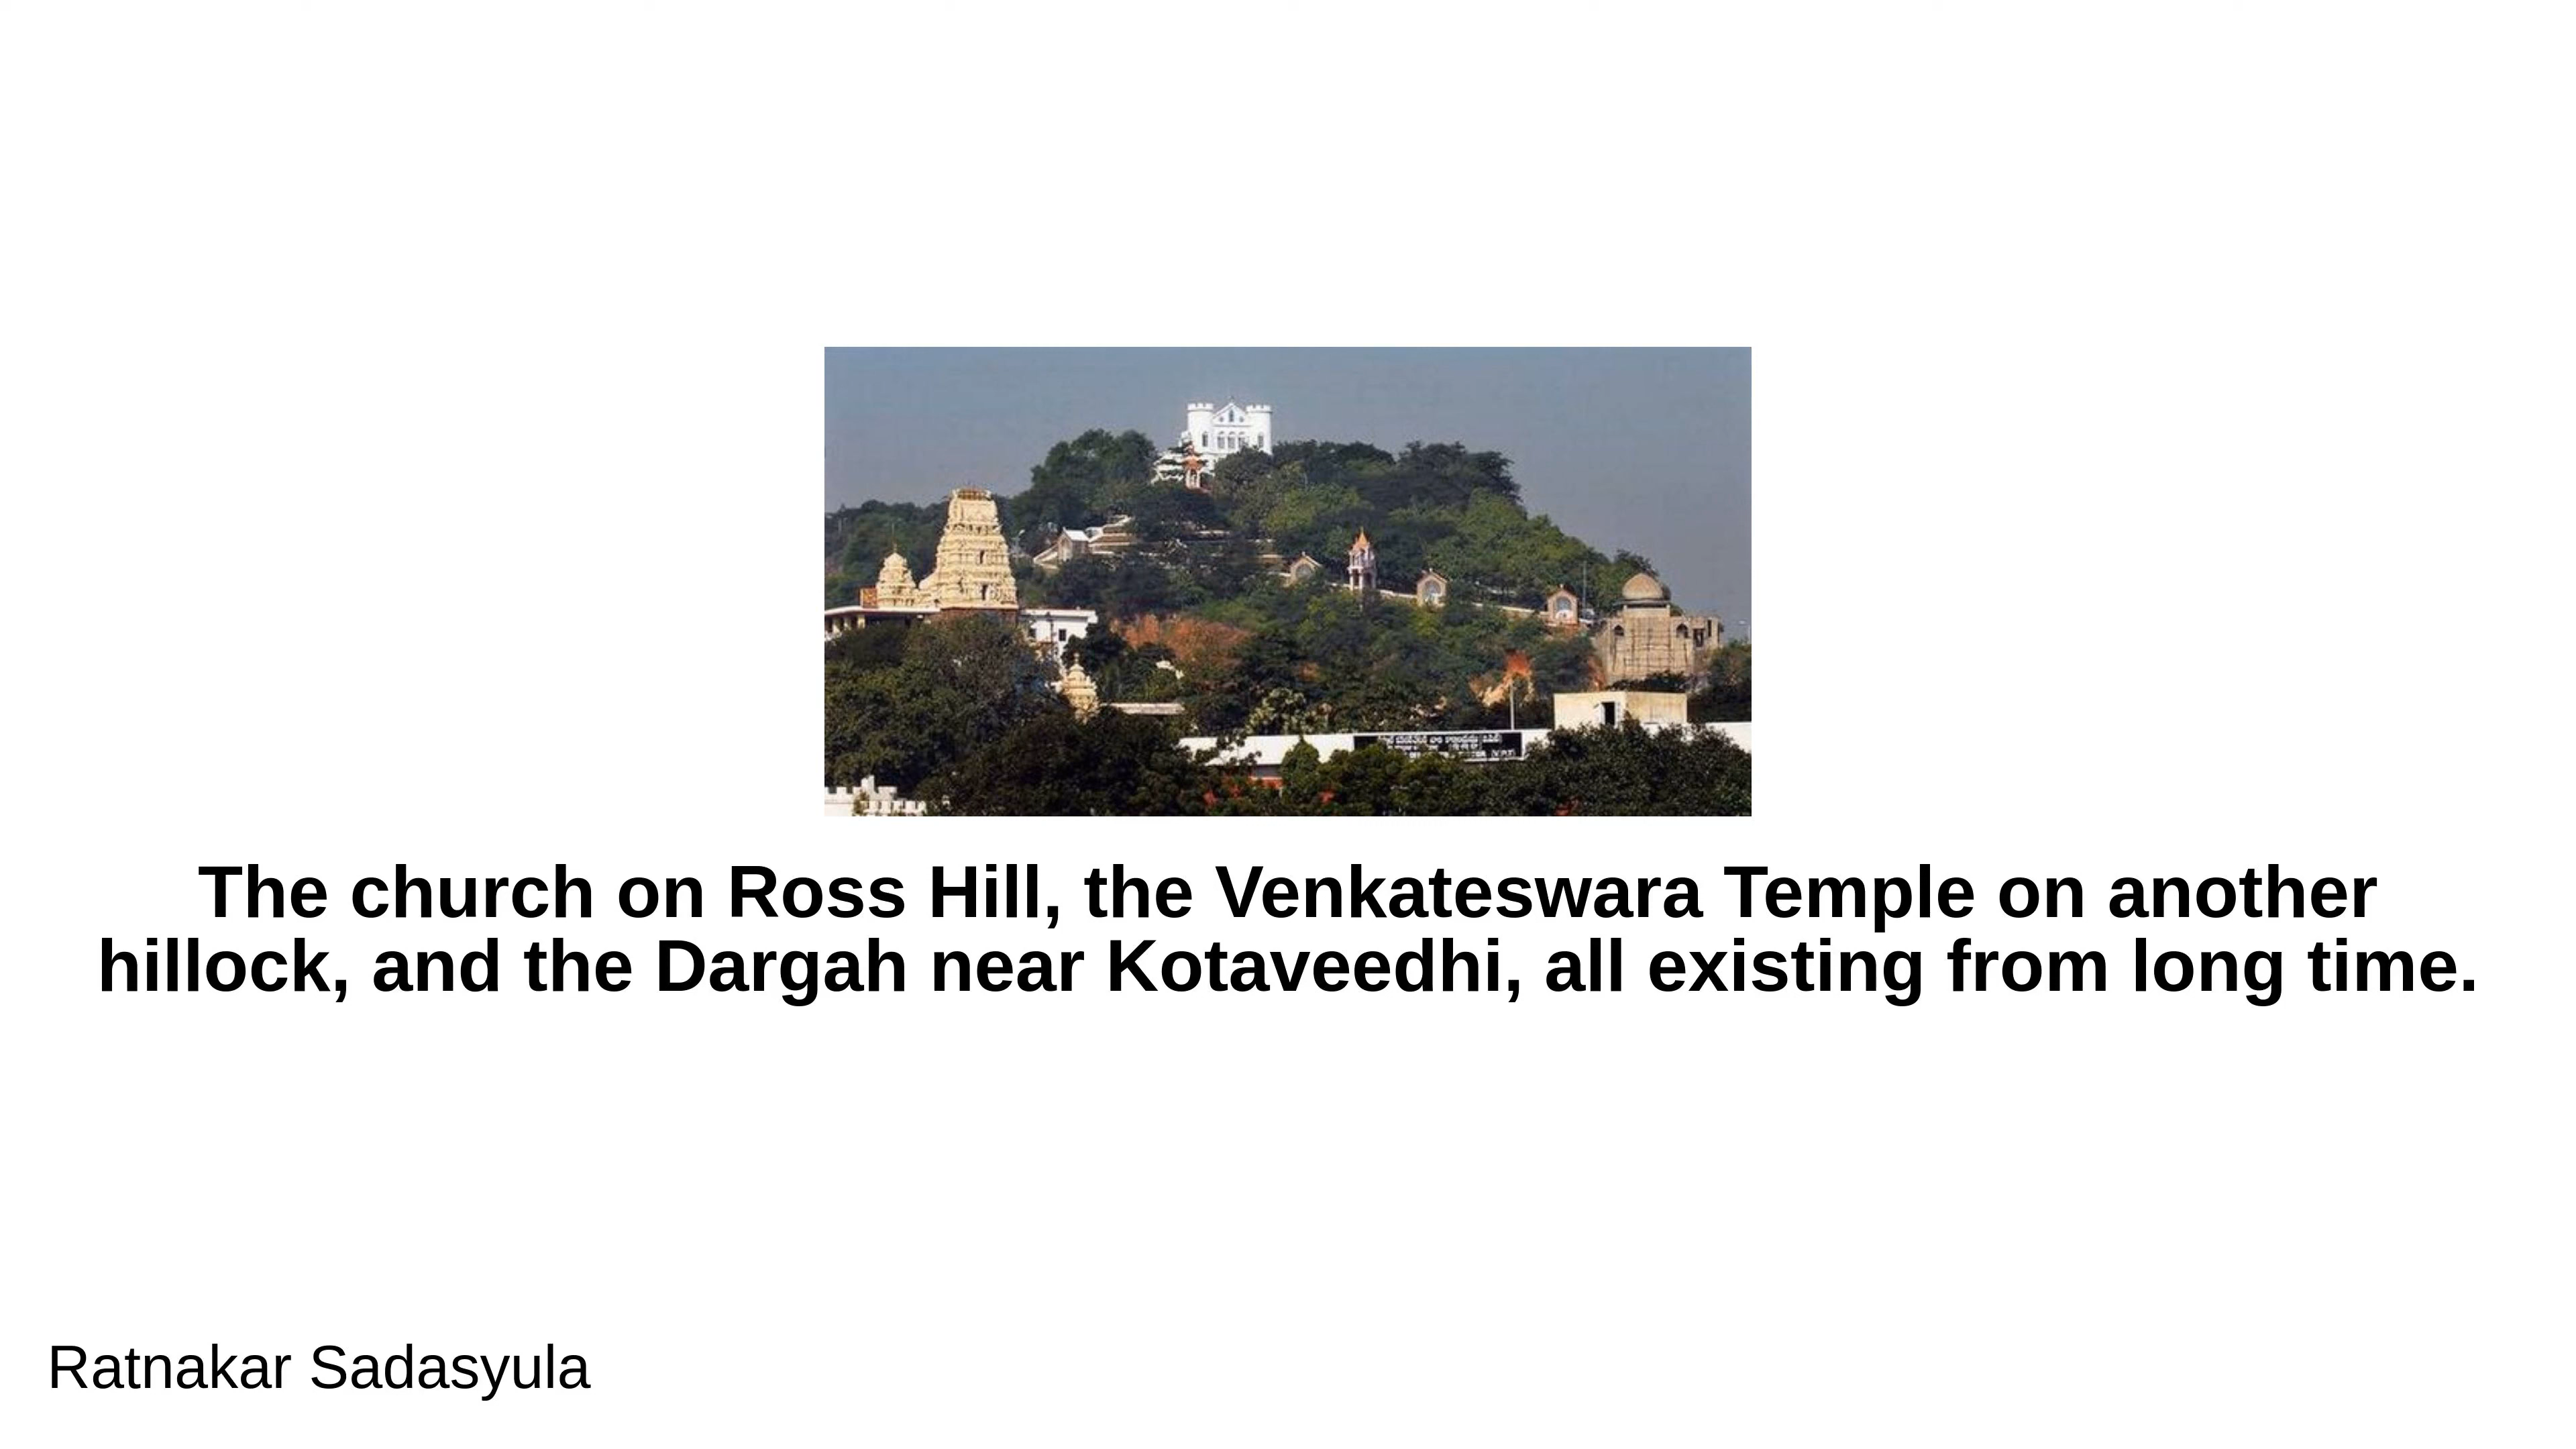 The church on Ross Hill, the Venkateswara Temple on another
hillock, and the Dargah near Kotaveedhi, all existing from long time.
Ratnakar Sadasyula